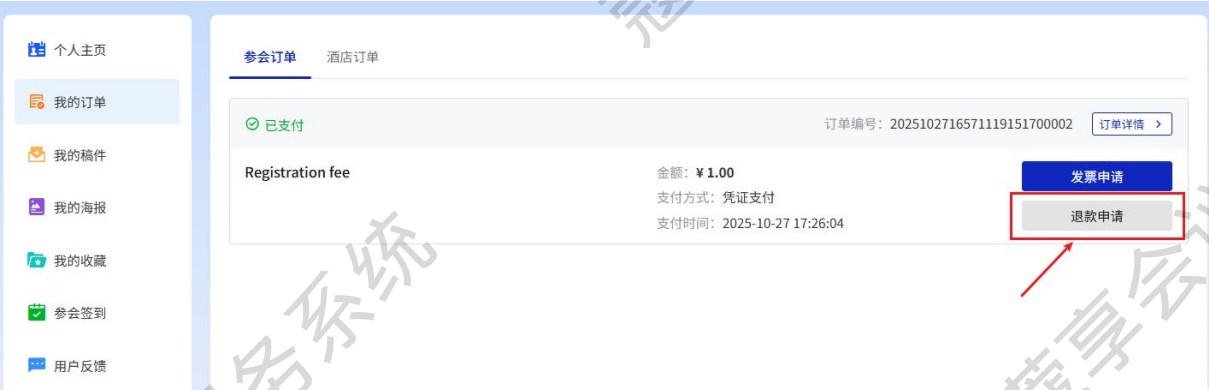 个人主页
我的订单
我的稿件
我的海报
我的收藏
参会签到
用户反馈
参会订单 酒店订单
已支付 订单编号：2025102716571119151700002 订单详情 >
Registration fee
金额：¥ 1.00
支付方式：凭证支付
支付时间：2025-10-27 17:26:04
发票申请
退款申请
务系统